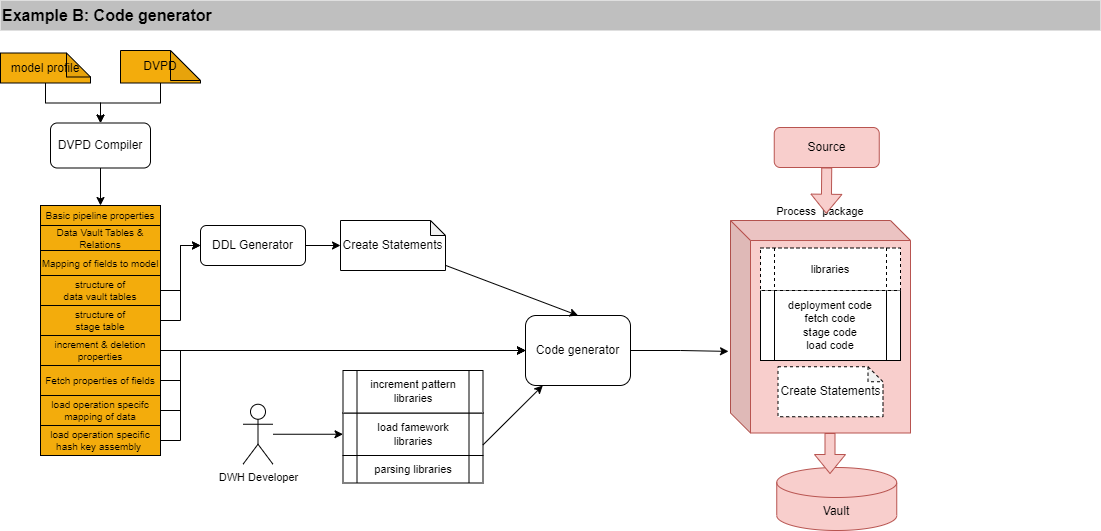 Example B: Code generator
model profile
DVPD
DVPD Compiler
Basic pipeline properties
Data Vault Tables &
Relations
Mapping of fields to model
structure of
data vault tables
structure of
stage table
increment & deletion
properties
Fetch properties of fields
load operation specifc
mapping of data
load operation specific
hash key assembly
DDL Generator
Create Statements
DWH Developer
increment pattern
libraries
load famework
libraries
parsing libraries
Code generator
Source
Process package
libraries
deployment code
fetch code
stage code
load code
Create Statements
Vault